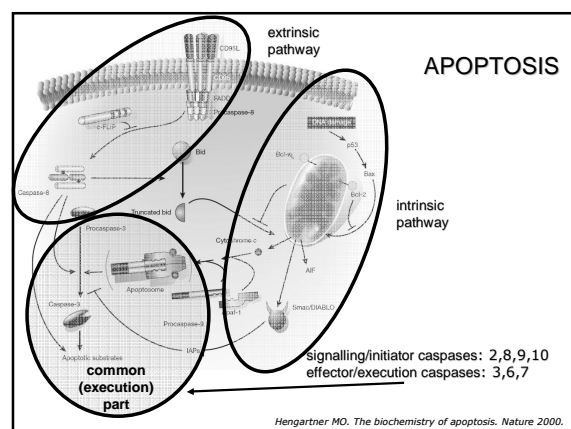 extrinsic
pathway
APOPTOSIS
CD95L
CD95
FADD
Procaspase-8
c-FLIP
DNA damage
p53
Bcl-xL
Bax
Bid
Bcl-2
intrinsic
pathway
Caspase-8
Truncated bid
Procaspase-3
Cytochrome c
AIF
Apoptosome
Apaf-1
Smac/DIABLO
Caspase-3
Procaspase-9
IAPs
Apoptotic substrates
common
(execution)
part
signalling/initiator caspases: 2,8,9,10
effector/execution caspases: 3,6,7
Hengartner MO. The biochemistry of apoptosis. Nature 2000.